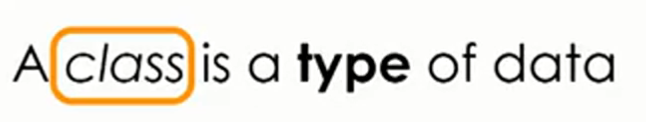 A class is a type of data